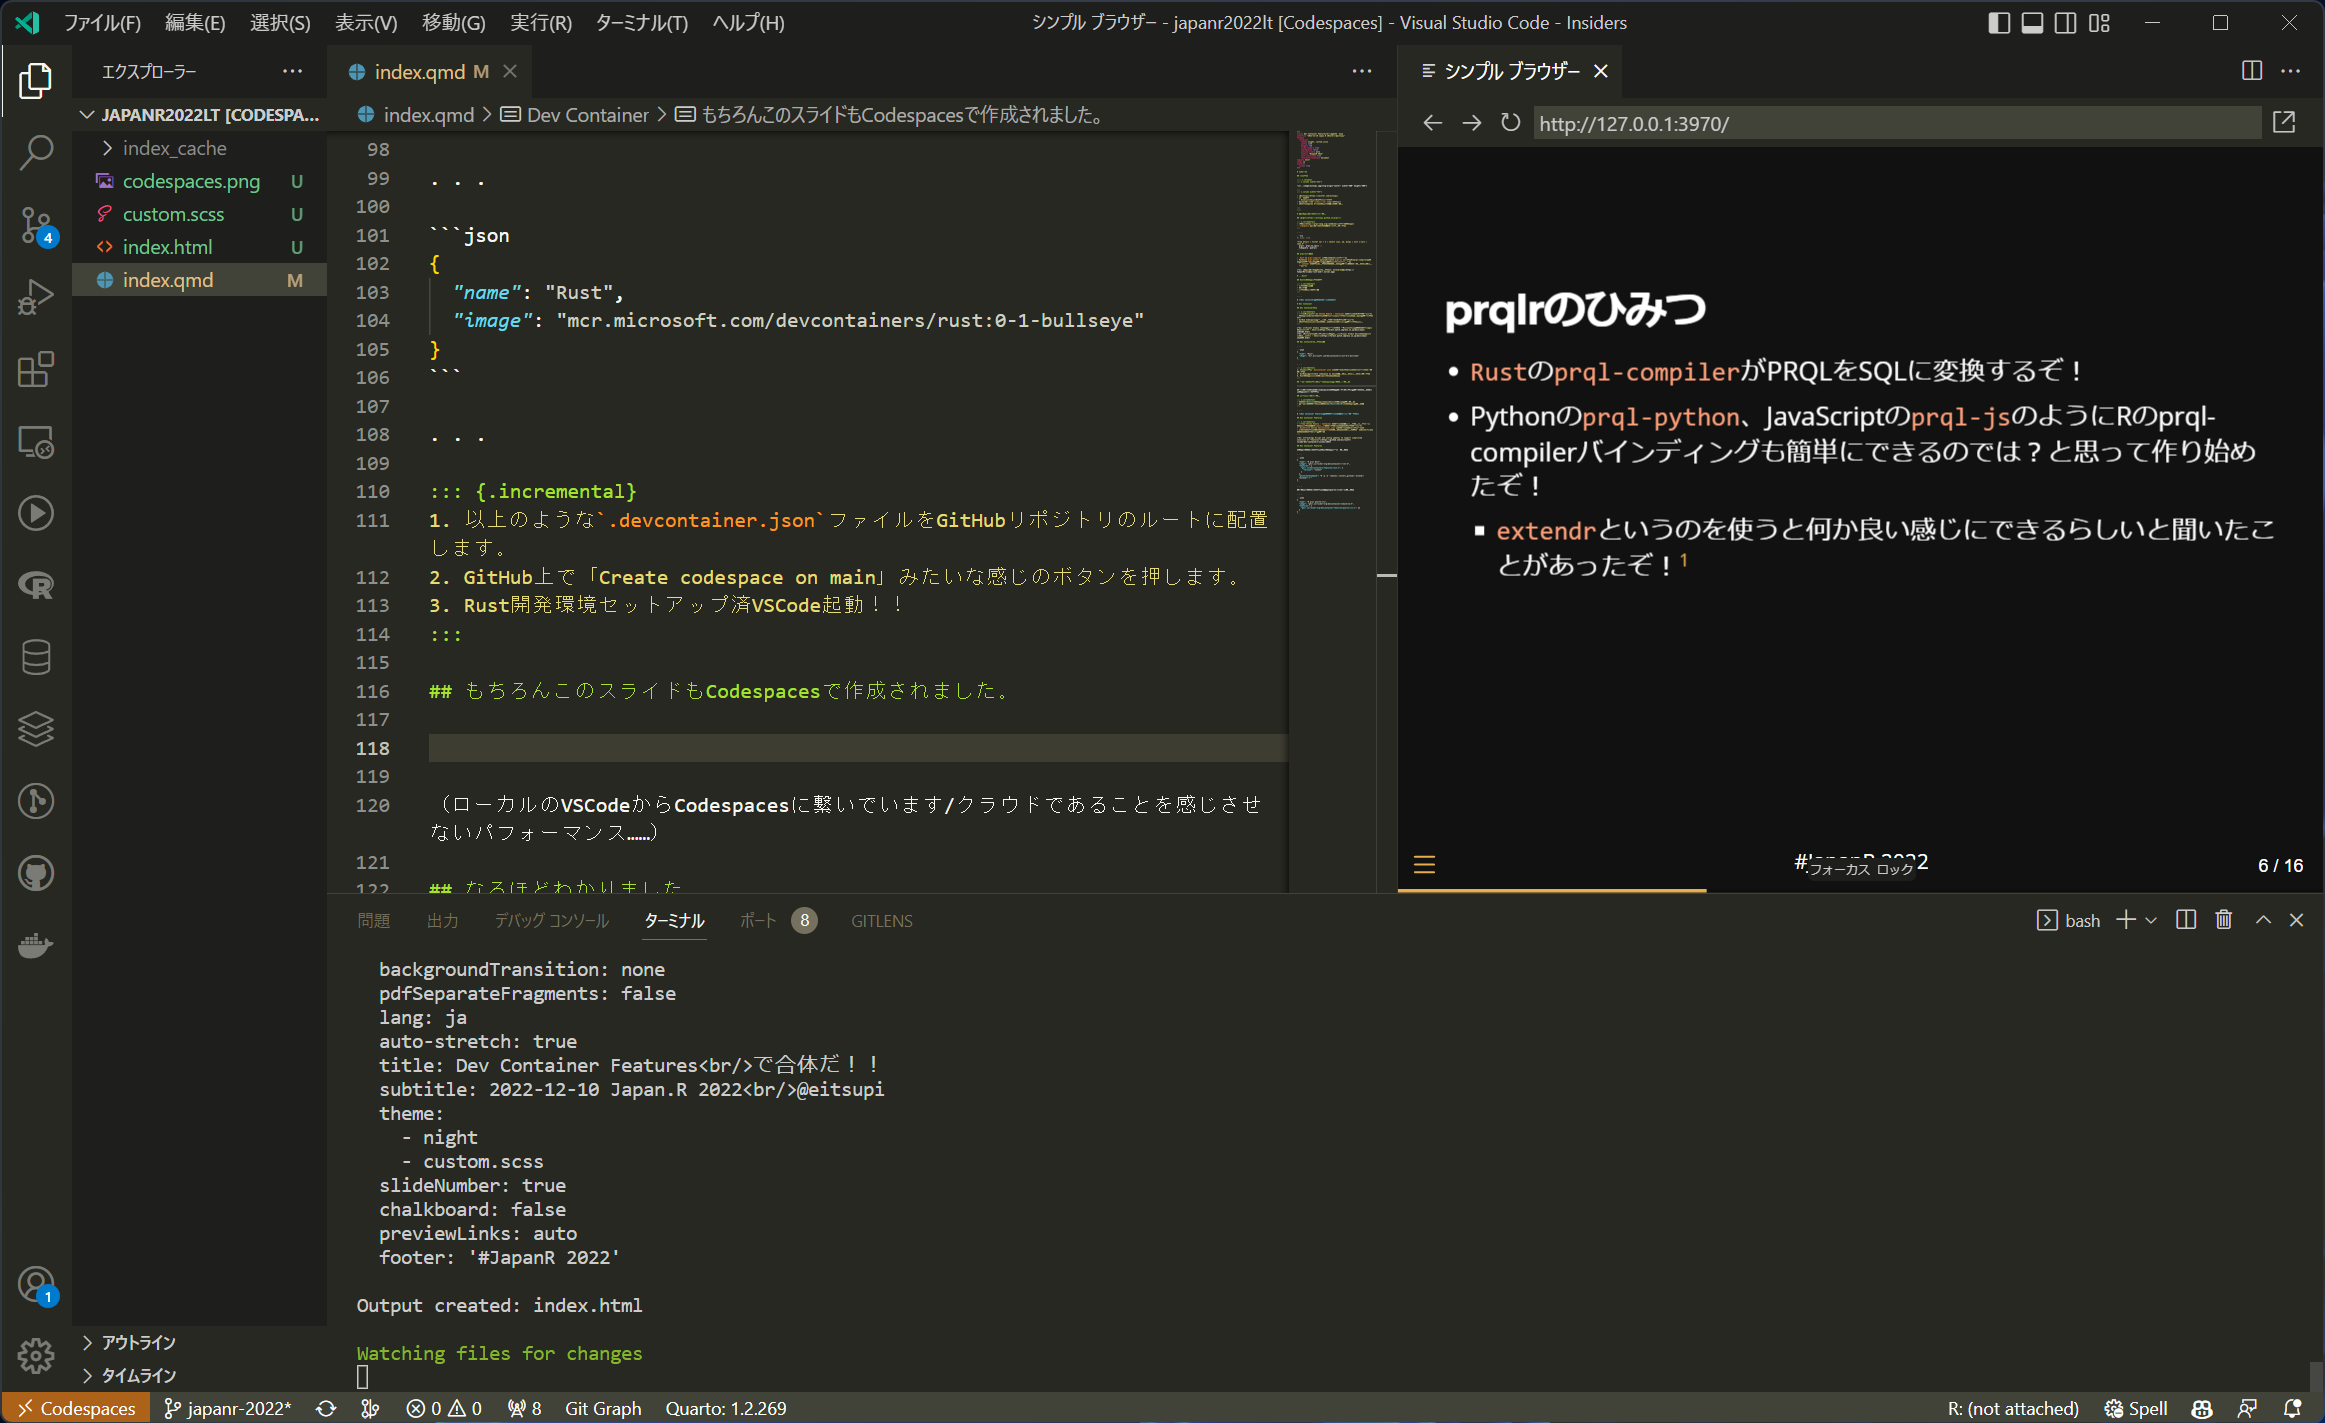 ファイル(F) 編集(E) 選択(S) 表示(V) 移動(G) 実行(R) ターミナル(T) ヘルプ(H)
シンプル ブラウザー - japanr2022lt [Codespaces] - Visual Studio Code - Insiders
エクスプローラー
JAPANR2022LT [CODESPA...
index_cache
codespaces.png U
custom.scss U
index.html U
index.qmd M
アウトライン
タイムライン
4
1
index.qmd M
index.qmd > Dev Container > もちろんこのスライドもCodespacesで作成されました。
98
99 . . .
100
101 ```json
102 {
103 "name": "Rust",
104 "image": "mcr.microsoft.com/devcontainers/rust:0-1-bullseye"
105 }
106 ```
107
108 . . .
109
110 ::: {.incremental}
111 1. 以上のような`.devcontainer.json`ファイルをGitHubリポジトリのルートに配置
します。
112 2. GitHub上で「Create codespace on main」みたいな感じのボタンを押します。
113 3. Rust開発環境セットアップ済VSCode起動！！
114 :::
115
116 ## もちろんこのスライドもCodespacesで作成されました。
117
118
119
120 （ローカルのVSCodeからCodespacesに繋いでいます/クラウドであることを感じさせ
ないパフォーマンス……）
121
122 ## なるほどわかりました
シンプル ブラウザー
http://127.0.0.1:3970/
prqlrのひみつ
• Rustのprql-compilerがPRQLをSQLに変換するぞ！
• Pythonのprql-python、JavaScriptのprql-jsのようにRのprql-
compilerバインディングも簡単にできるのでは？と思って作り始め
たぞ！
▪ extendrというのを使うと何か良い感じにできるらしいと聞いたこ
とがあったぞ！1
#JapanR 2022
フォーカス ロック
6 / 16
問題 出力 デバッグ コンソール ターミナル ポート 8 GITLENS
bash
backgroundTransition: none
pdfSeparateFragments: false
lang: ja
auto-stretch: true
title: Dev Container Features<br/>で合体だ！！
subtitle: 2022-12-10 Japan.R 2022<br/>@eitsupi
theme:
- night
- custom.scss
slideNumber: true
chalkboard: false
previewLinks: auto
footer: '#JapanR 2022'
Output created: index.html
Watching files for changes
Codespaces japanr-2022* 0 0 8 Git Graph Quarto: 1.2.269
R: (not attached) Spell